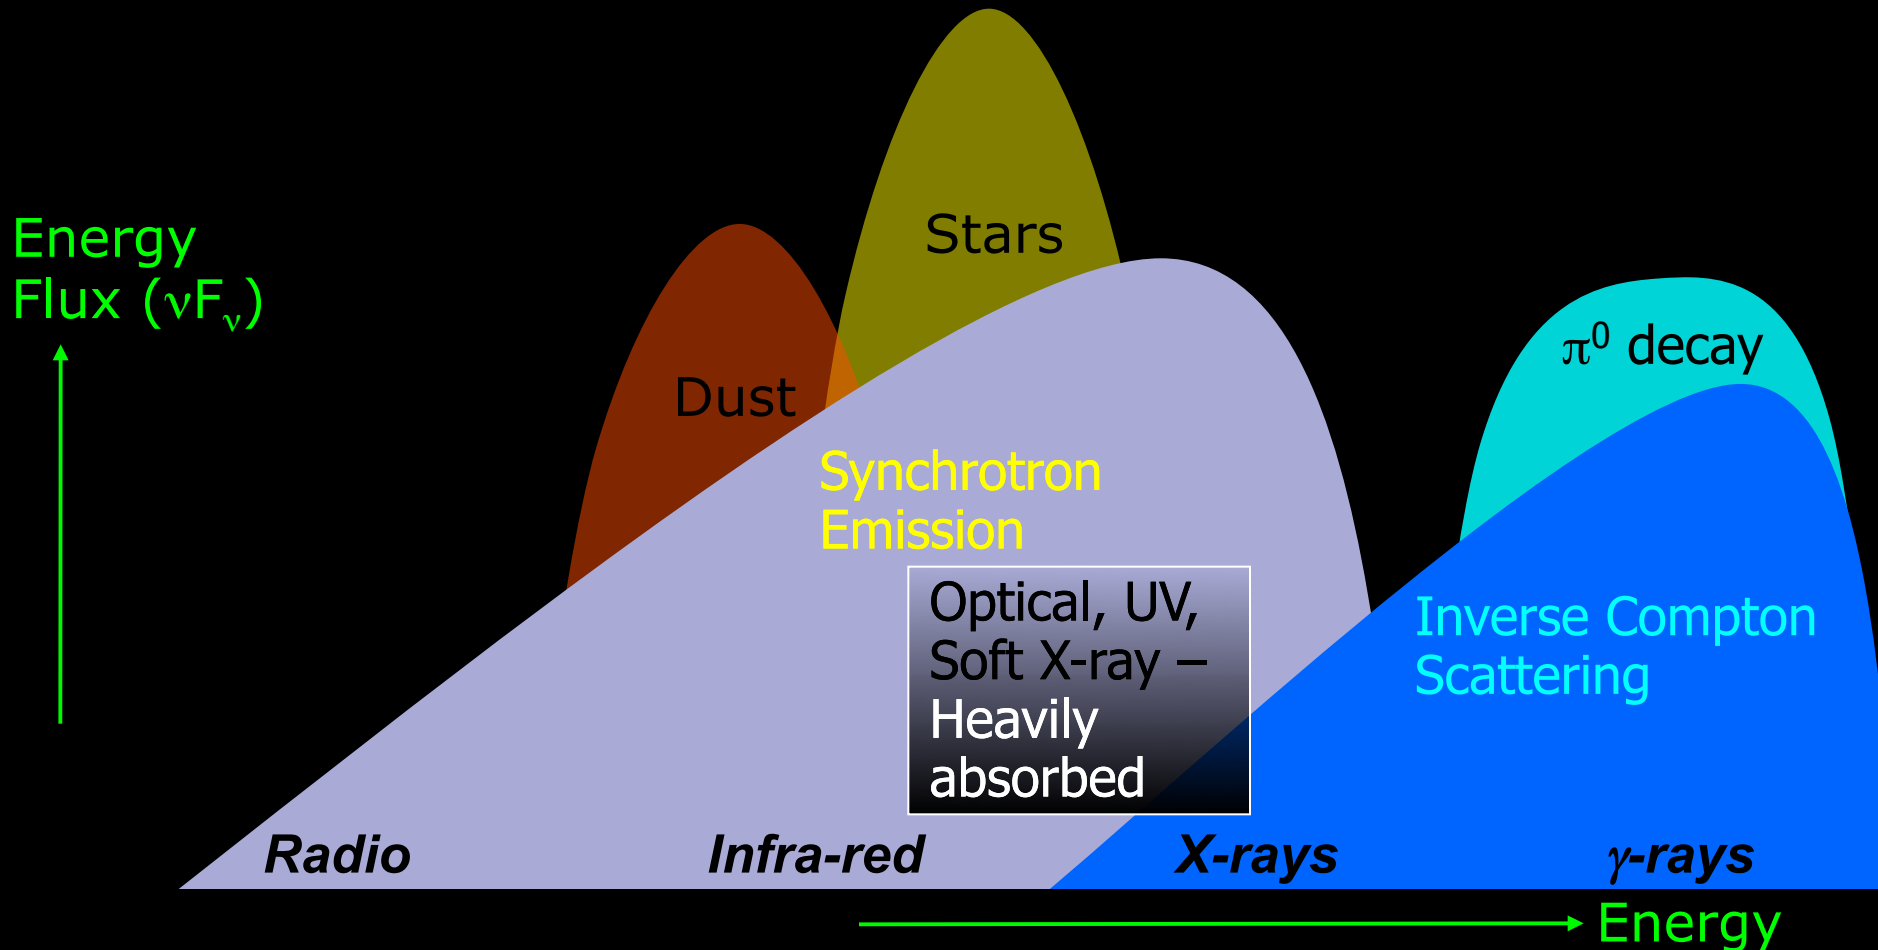 Energy
Flux (νFν)
Stars
Dust
π⁰ decay
Synchrotron
Emission
Optical, UV,
Soft X-ray –
Heavily
absorbed
Inverse Compton
Scattering
Radio
Infra-red
X-rays
γ-rays
Energy